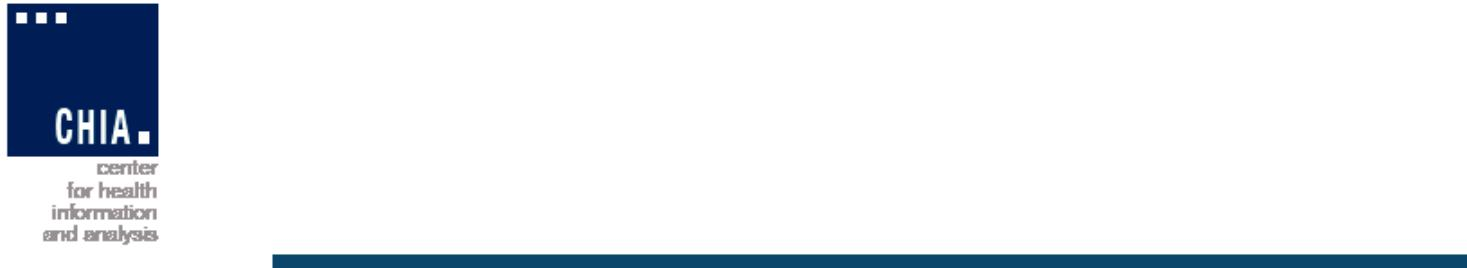 CHIA.
center
for health
information
and analysis